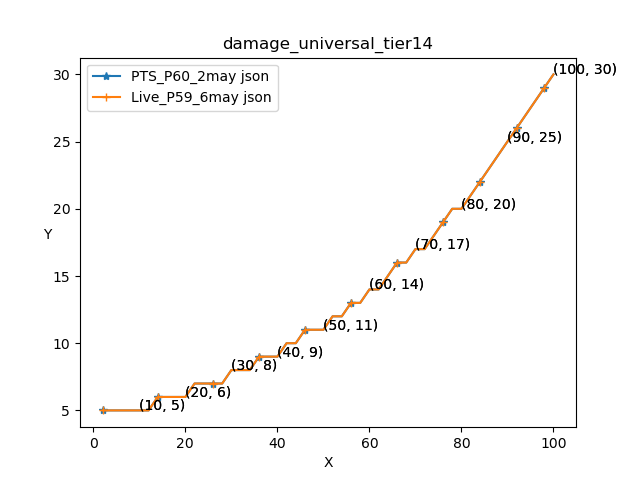 damage_universal_tier14
PTS_P60_2may json
Live_P59_6may json
(100, 30)
(90, 25)
(80, 20)
(70, 17)
(60, 14)
(50, 11)
(40, 9)
(30, 8)
(20, 6)
(10, 5)
30
25
20
15
10
5
Y
0 20 40 60 80 100
X